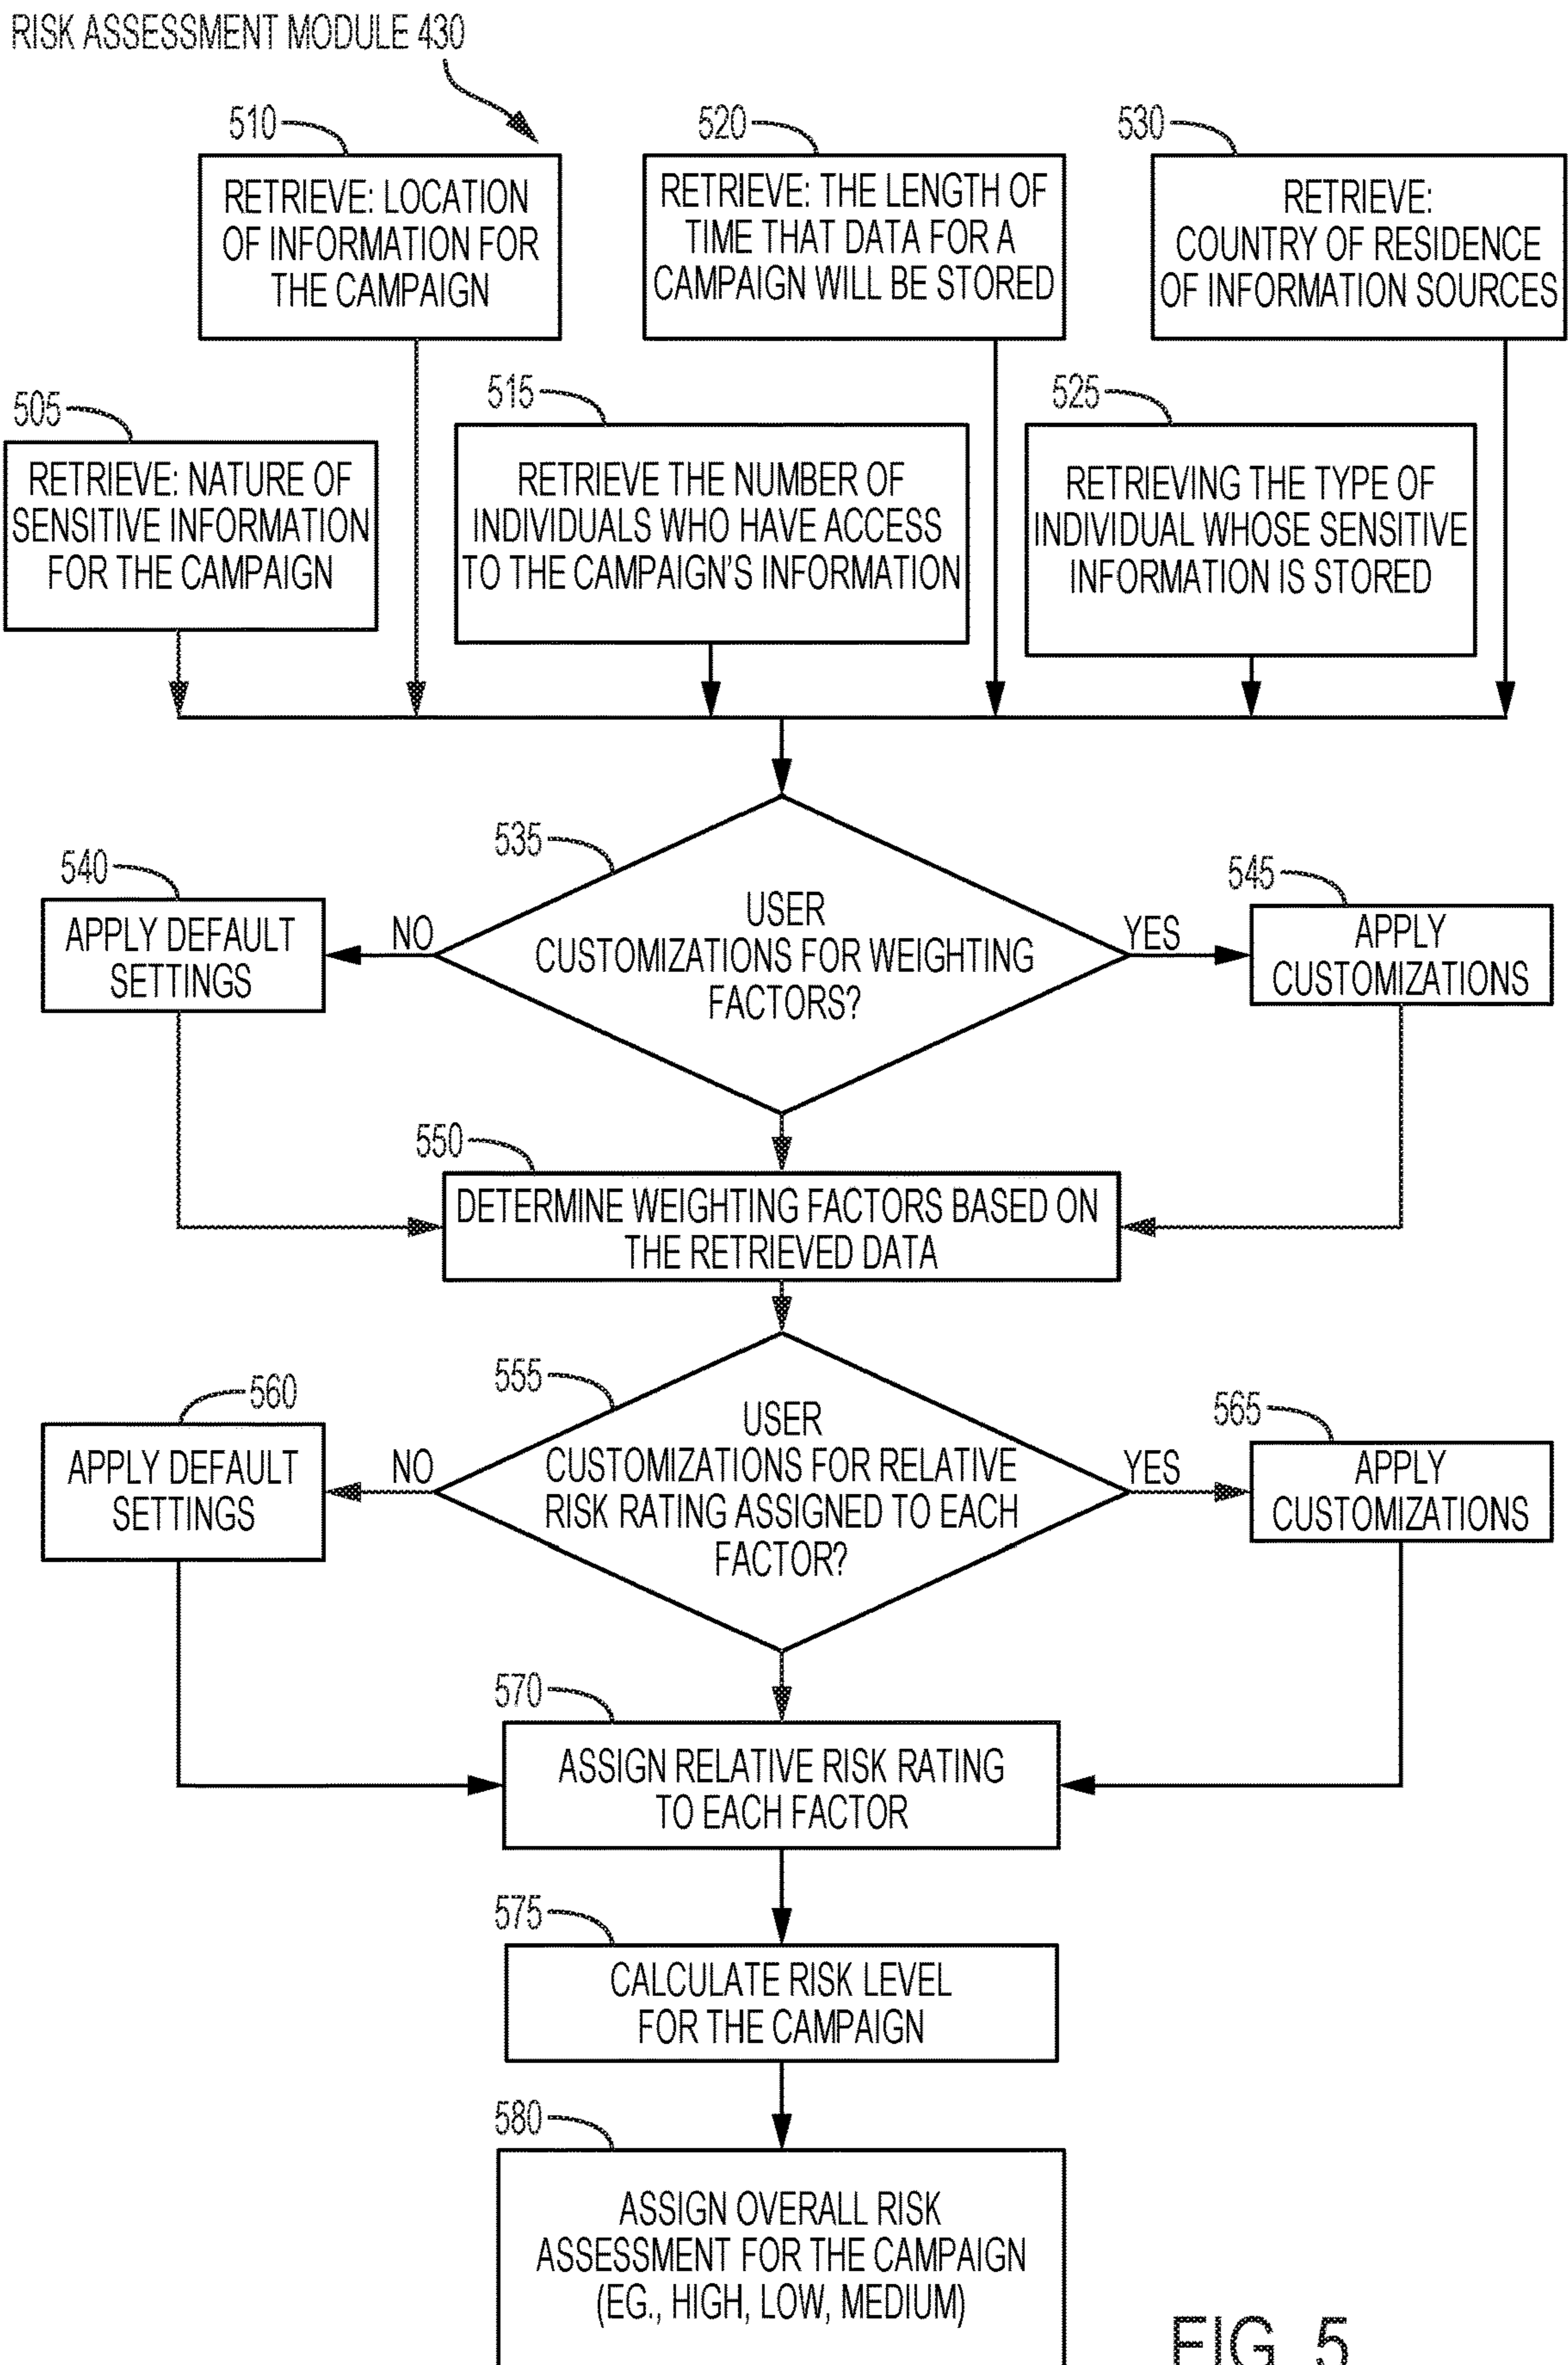 RISK ASSESSMENT MODULE 430
510
RETRIEVE: LOCATION
OF INFORMATION FOR
THE CAMPAIGN
520
RETRIEVE: THE LENGTH OF
TIME THAT DATA FOR A
CAMPAIGN WILL BE STORED
530
RETRIEVE:
COUNTRY OF RESIDENCE
OF INFORMATION SOURCES
505
RETRIEVE: NATURE OF
SENSITIVE INFORMATION
FOR THE CAMPAIGN
515
RETRIEVE THE NUMBER OF
INDIVIDUALS WHO HAVE ACCESS
TO THE CAMPAIGN'S INFORMATION
525
RETRIEVING THE TYPE OF
INDIVIDUAL WHOSE SENSITIVE
INFORMATION IS STORED
535
USER
CUSTOMIZATIONS FOR WEIGHTING
FACTORS?
NO
540
APPLY DEFAULT
SETTINGS
YES
545
APPLY
CUSTOMIZATIONS
550
DETERMINE WEIGHTING FACTORS BASED ON
THE RETRIEVED DATA
555
USER
CUSTOMIZATIONS FOR RELATIVE
RISK RATING ASSIGNED TO EACH
FACTOR?
NO
560
APPLY DEFAULT
SETTINGS
YES
565
APPLY
CUSTOMIZATIONS
570
ASSIGN RELATIVE RISK RATING
TO EACH FACTOR
575
CALCULATE RISK LEVEL
FOR THE CAMPAIGN
580
ASSIGN OVERALL RISK
ASSESSMENT FOR THE CAMPAIGN
(EG., HIGH, LOW, MEDIUM)
FIG. 5